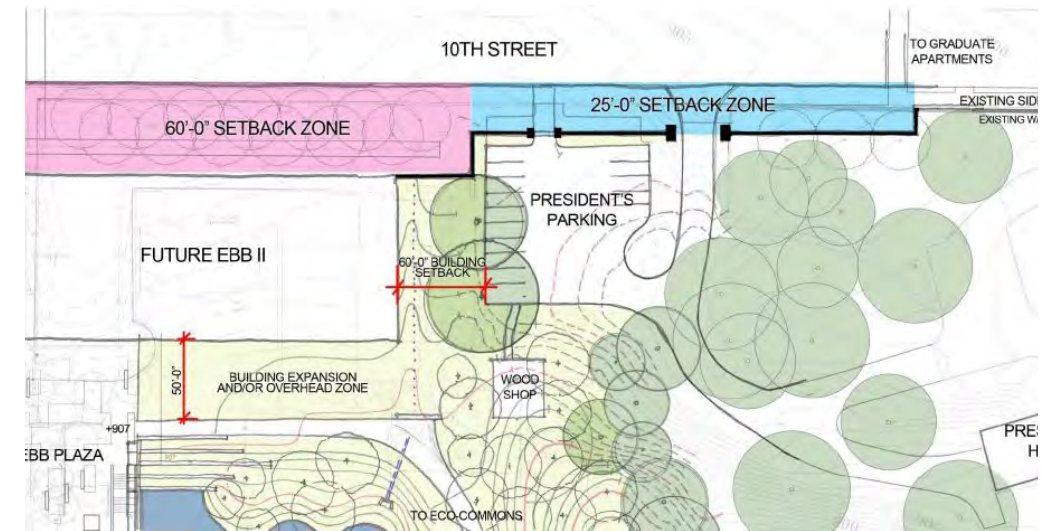 10TH STREET
TO GRADUATE
APARTMENTS
60'-0" SETBACK ZONE
25'-0" SETBACK ZONE
EXISTING SID
EXISTING WA
PRESIDENT'S
PARKING
FUTURE EBB II
60'-0" BUILDING
SETBACK
50'-0"
BUILDING EXPANSION
AND/OR OVERHEAD ZONE
WOOD
SHOP
+907
EBB PLAZA
PRES
H
TO ECO-COMMONS